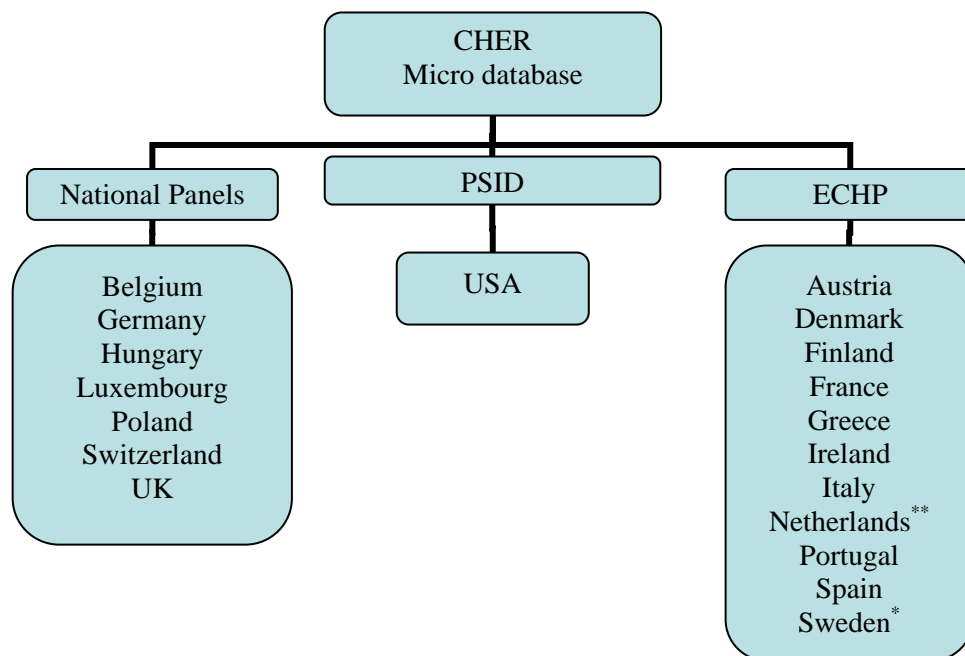 CHER
Micro database
National Panels
PSID
ECHP
Belgium
Germany
Hungary
Luxembourg
Poland
Switzerland
UK
USA
Austria
Denmark
Finland
France
Greece
Ireland
Italy
Netherlands**
Portugal
Spain
Sweden*